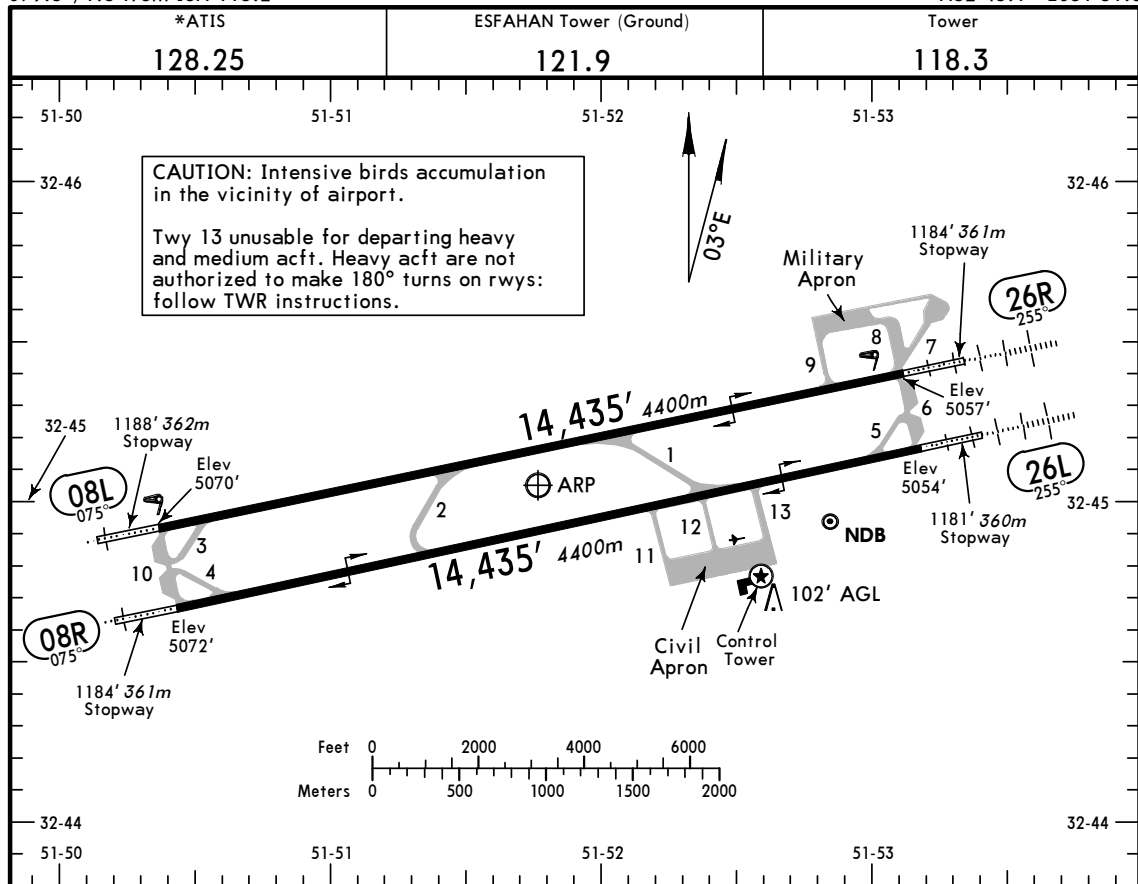 *ATIS
128.25
ESFAHAN Tower (Ground)
121.9
Tower
118.3
51-50
51-51
51-52
51-53
32-46
32-46
CAUTION: Intensive birds accumulation
in the vicinity of airport.
Twy 13 unusable for departing heavy
and medium acft. Heavy acft are not
authorized to make 180° turns on rwys:
follow TWR instructions.
03°E
1184' 361m
Stopway
Military
Apron
26R
255°
8
7
9
Elev
5057'
6
14,435' 4400m
5
32-45
1188' 362m
Stopway
Elev
5070'
08L
075°
1
26L
255°
Elev
5054'
32-45
ARP
2
3
12
13
NDB
1181' 360m
Stopway
10
4
14,435' 4400m
11
102' AGL
08R
075°
Elev
5072'
Civil
Apron
Control
Tower
1184' 361m
Stopway
Feet 0 2000 4000 6000
Meters 0 500 1000 1500 2000
32-44
32-44
51-50
51-51
51-52
51-53